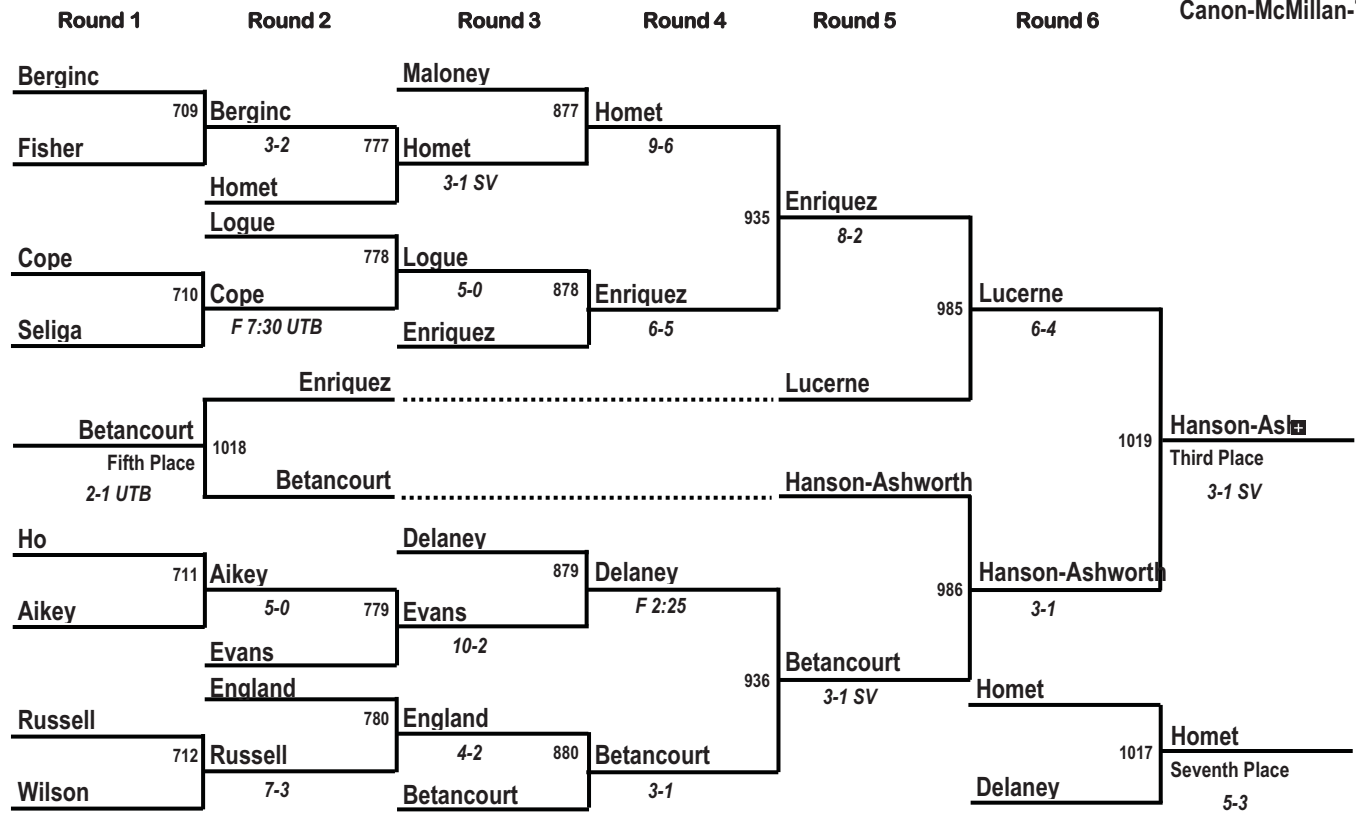 Canon-McMillan-
Round 1 Round 2 Round 3 Round 4 Round 5 Round 6
Berginc
Maloney
709 Berginc
877 Homet
3-2
777 Homet
9-6
Fisher
3-1 SV
Homet
Logue
935 Enriquez
8-2
Cope
778 Logue
710 Cope
5-0
878 Enriquez
985 Lucerne
F 7:30 UTB
6-5
6-4
Seliga
Enriquez
Enriquez
Lucerne
Betancourt
1018
1019 Hanson-Ash
Fifth Place
Third Place
2-1 UTB
Betancourt
Hanson-Ashworth
3-1 SV
Ho
Delaney
711 Aikey
879 Delaney
986 Hanson-Ashworth
5-0
779 Evans
F 2:25
3-1
Aikey
10-2
Evans
England
936 Betancourt
3-1 SV
Homet
Russell
780 England
712 Russell
4-2
880 Betancourt
1017 Homet
7-3
3-1
Seventh Place
Wilson
Betancourt
Delaney
5-3